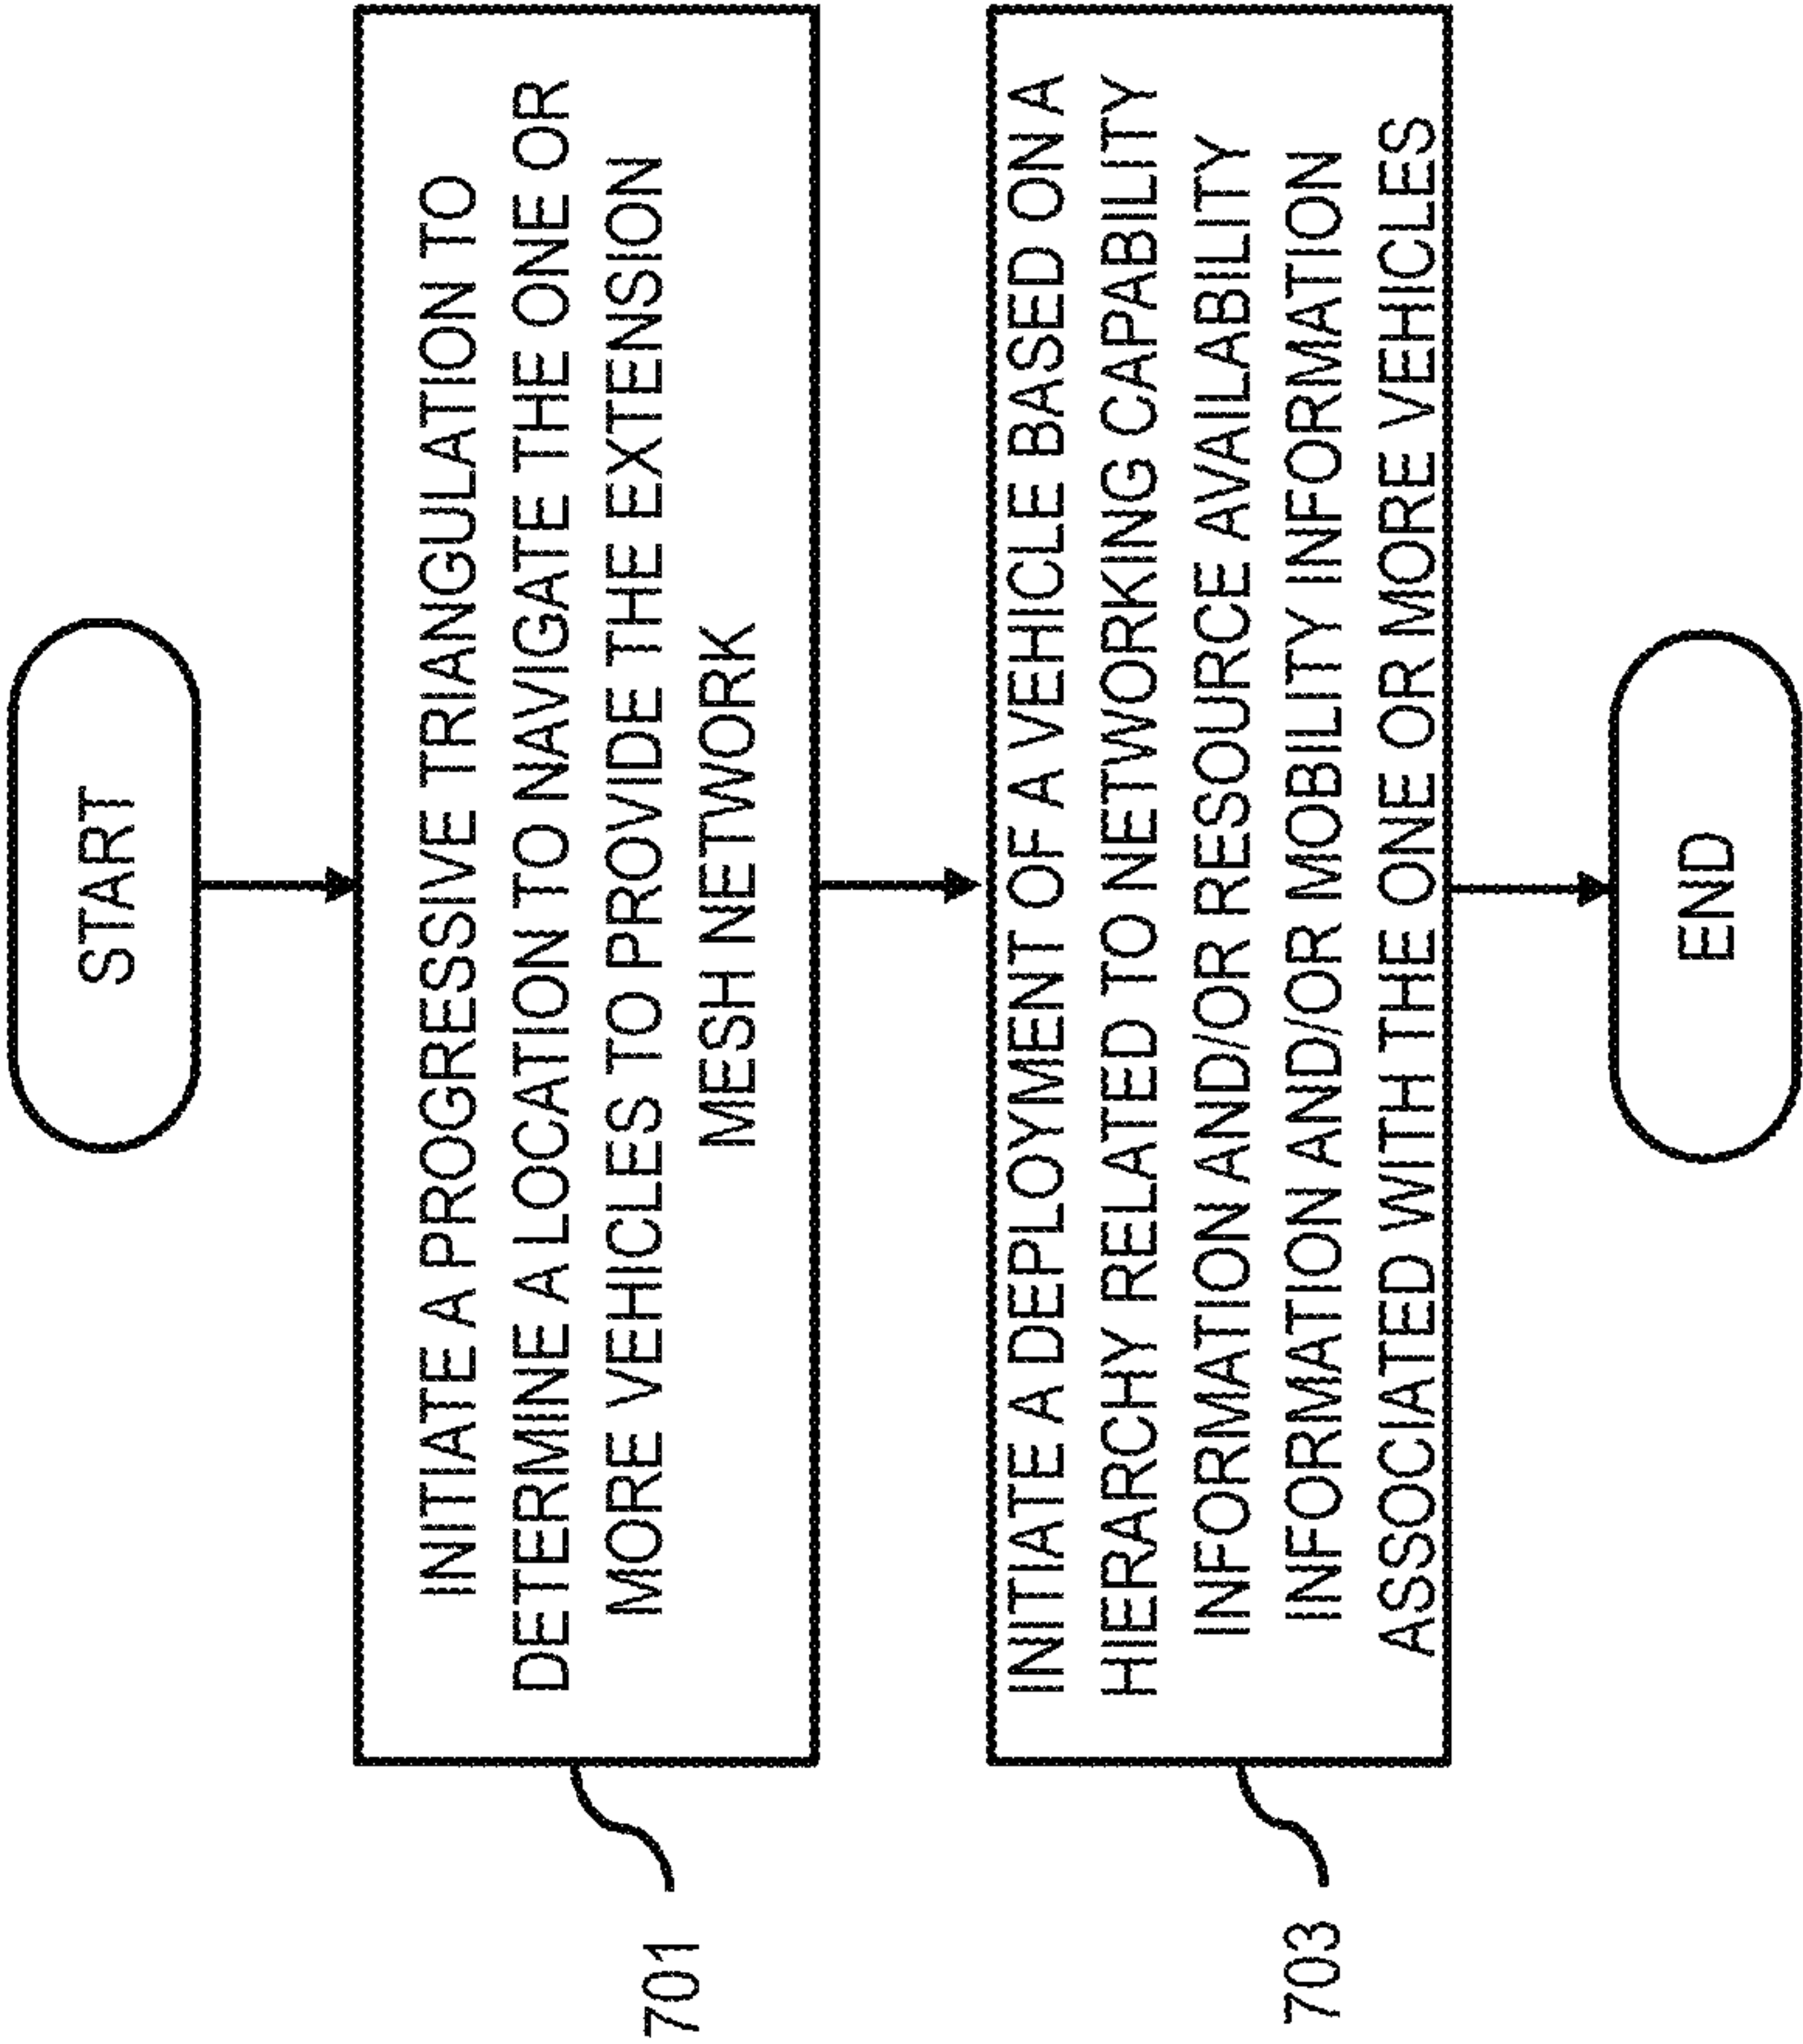 START
INITIATE A PROGRESSIVE TRIANGULATION TO
DETERMINE A LOCATION TO NAVIGATE THE ONE OR
MORE VEHICLES TO PROVIDE THE EXTENSION
MESH NETWORK
701
INITIATE A DEPLOYMENT OF A VEHICLE BASED ON A
HIERARCHY RELATED TO NETWORKING CAPABILITY
INFORMATION AND/OR RESOURCE AVAILABILITY
INFORMATION AND/OR MOBILITY INFORMATION
ASSOCIATED WITH THE ONE OR MORE VEHICLES
703
END